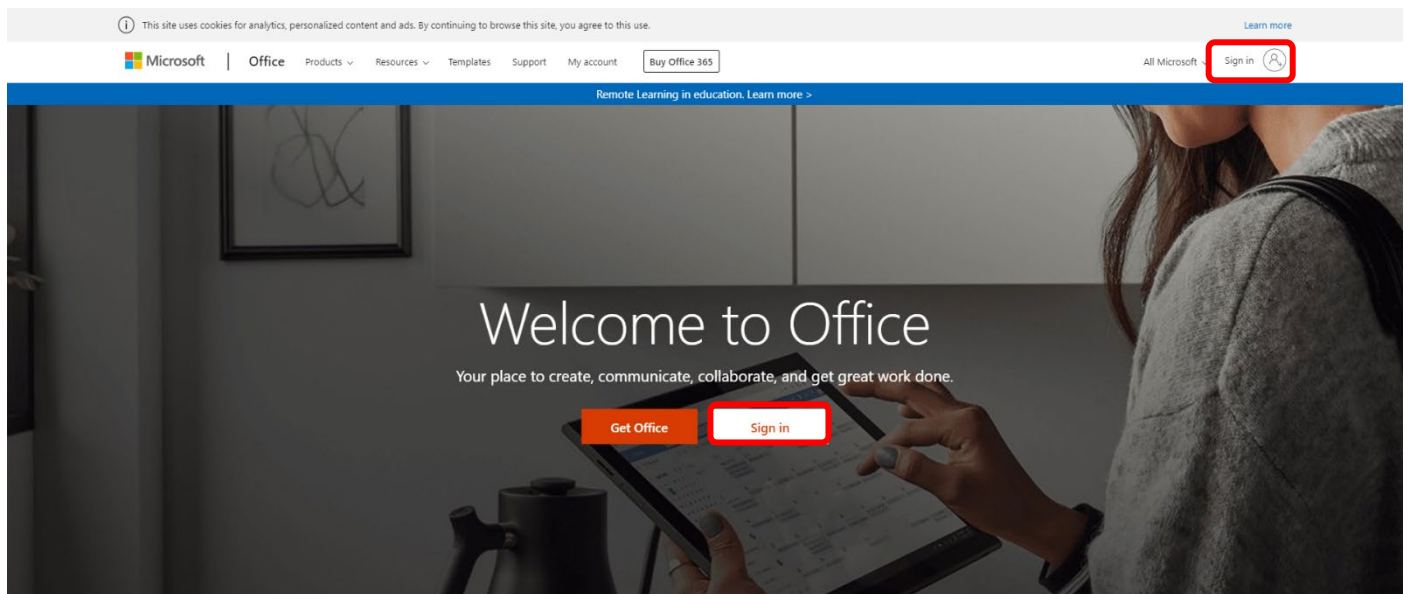 This site uses cookies for analytics, personalized content and ads. By continuing to browse this site, you agree to this use. Learn more
Microsoft Office Products Resources Templates Support My account Buy Office 365 All Microsoft Sign in
Remote Learning in education. Learn more >
Welcome to Office
Your place to create, communicate, collaborate, and get great work done.
Get Office Sign in